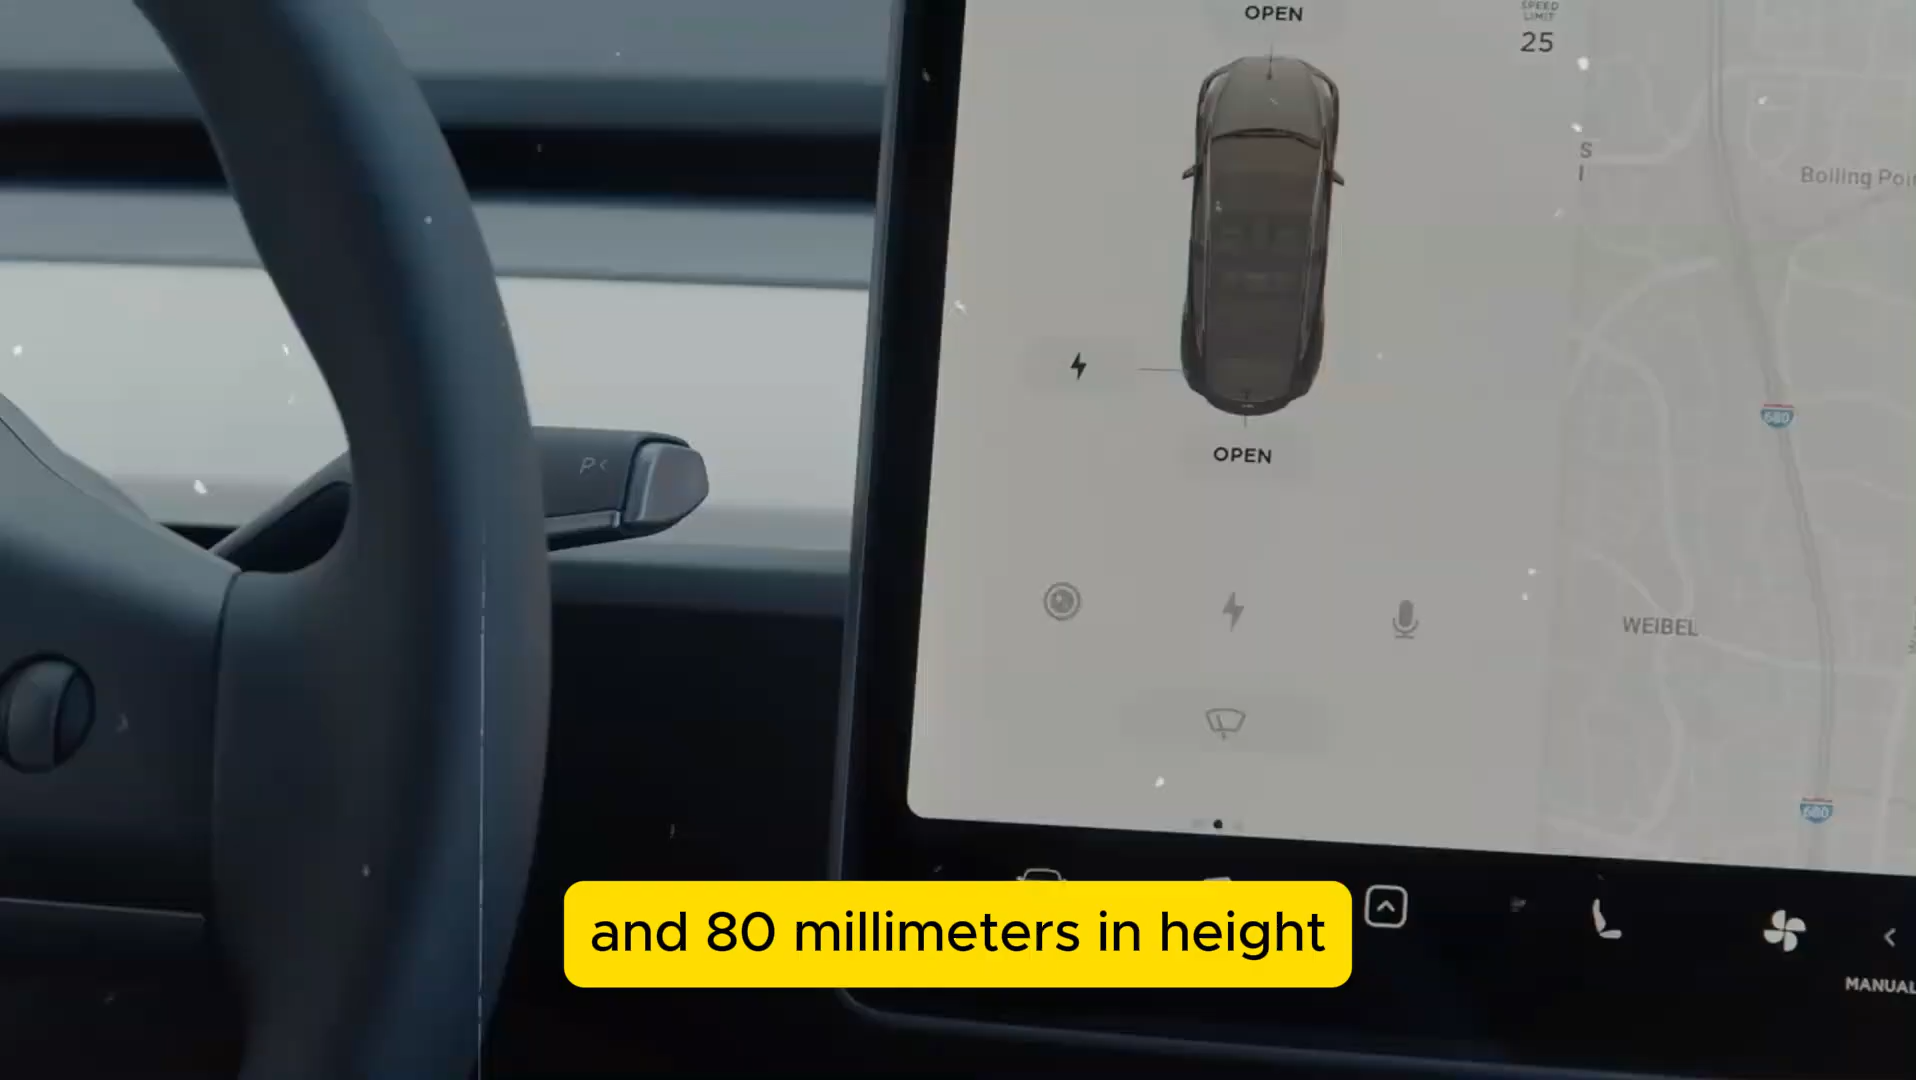 OPEN
SPEED
LIMIT
25
S
I
Boiling Poi
680
P<
OPEN
WEIBEL
680
and 80 millimeters in height
MANUAL